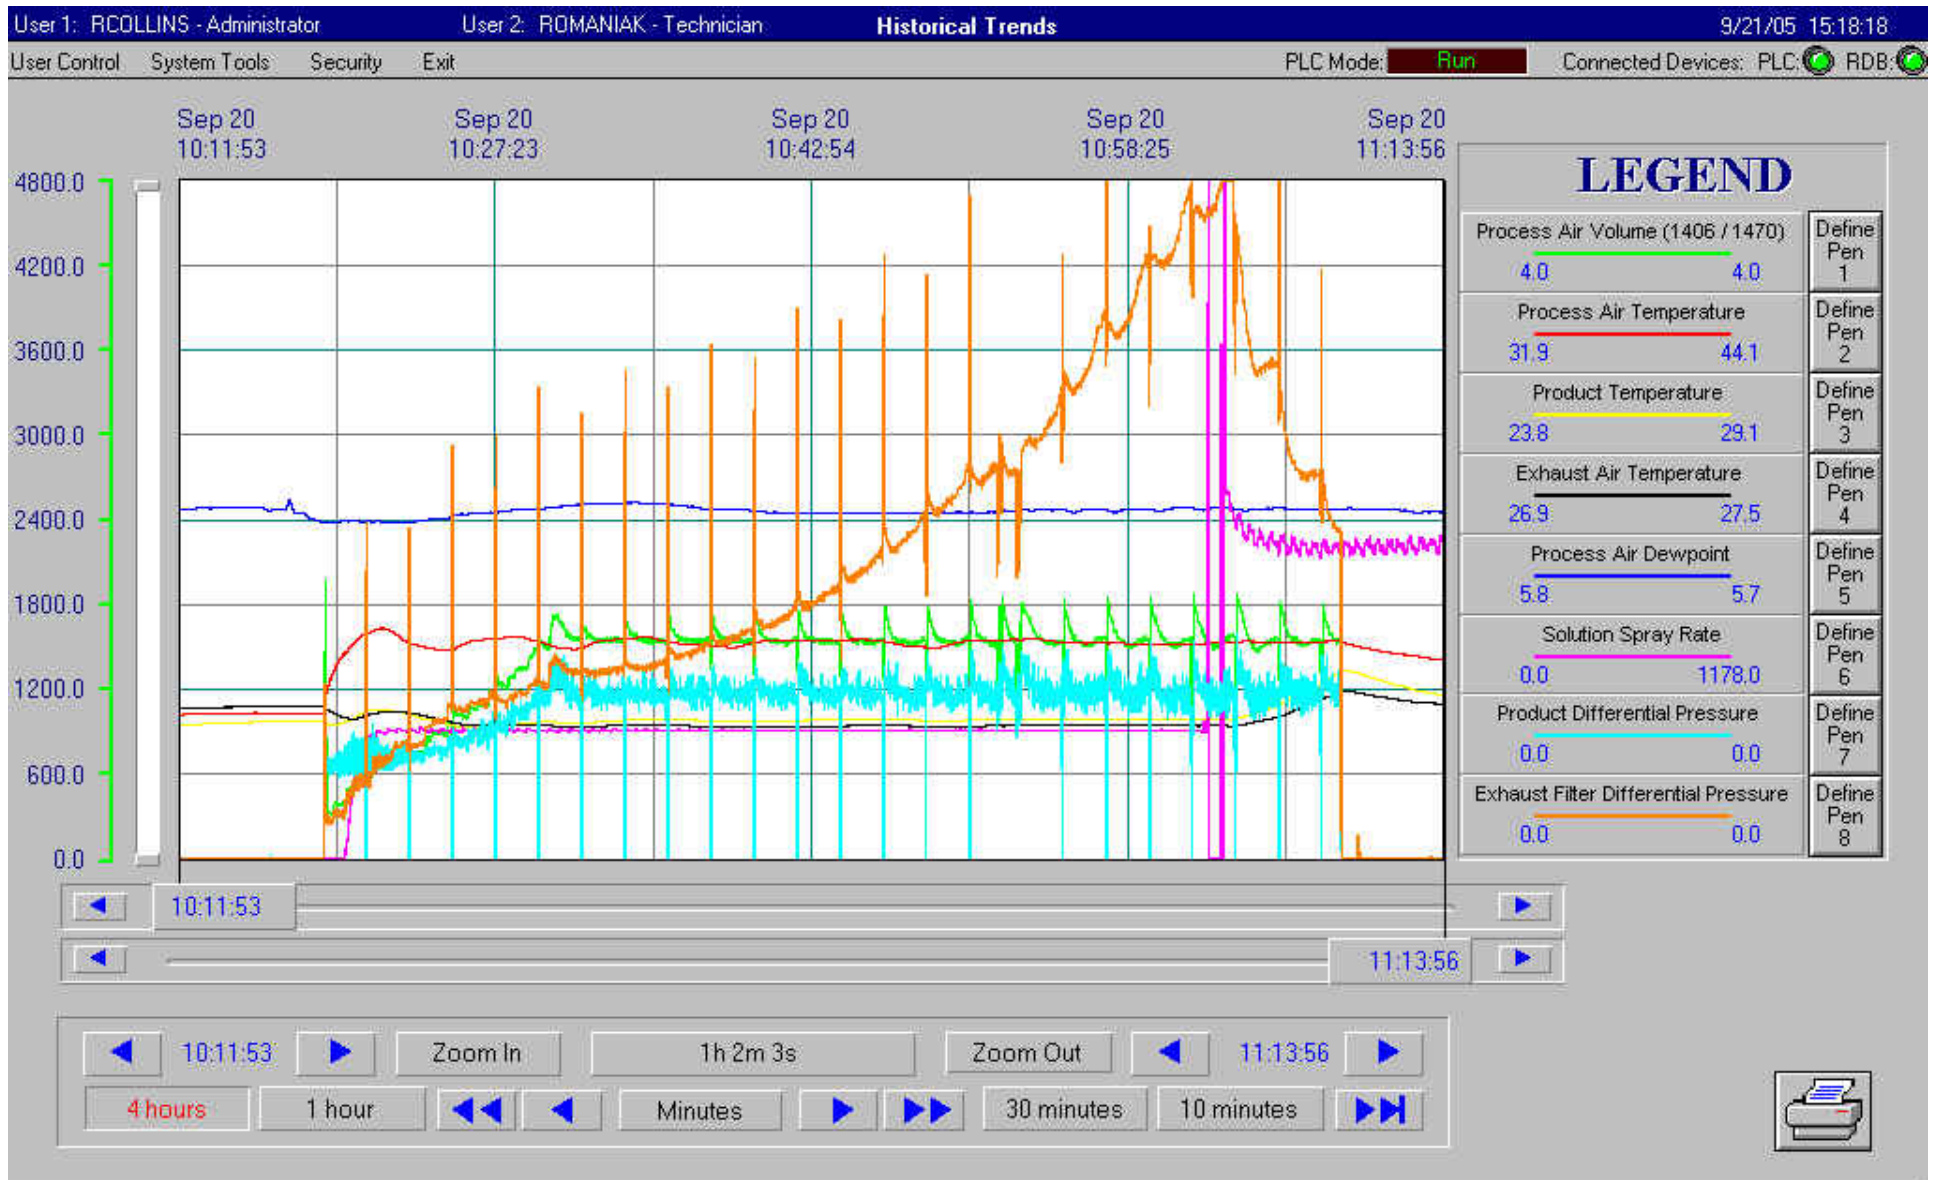 User 1: RCOLLINS - Administrator User 2: ROMANIAK - Technician Historical Trends 9/21/05 15:18:18
User Control System Tools Security Exit PLC Mode: Run Connected Devices: PLC: RDB:
Sep 20 Sep 20 Sep 20 Sep 20 Sep 20
10:11:53 10:27:23 10:42:54 10:58:25 11:13:56
4800.0
4200.0
3600.0
3000.0
2400.0
1800.0
1200.0
600.0
0.0
LEGEND
Process Air Volume (1406 / 1470)
4.0 4.0
Define
Pen
1
Process Air Temperature
31.9 44.1
Define
Pen
2
Product Temperature
23.8 29.1
Define
Pen
3
Exhaust Air Temperature
26.9 27.5
Define
Pen
4
Process Air Dewpoint
5.8 5.7
Define
Pen
5
Solution Spray Rate
0.0 1178.0
Define
Pen
6
Product Differential Pressure
0.0 0.0
Define
Pen
7
Exhaust Filter Differential Pressure
0.0 0.0
Define
Pen
8
10:11:53
11:13:56
10:11:53 Zoom In 1h 2m 3s Zoom Out 11:13:56
4 hours 1 hour Minutes 30 minutes 10 minutes